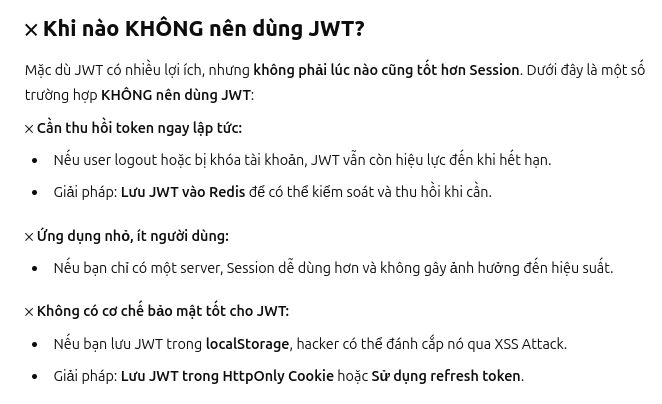 × Khi nào KHÔNG nên dùng JWT?
Mặc dù JWT có nhiều lợi ích, nhưng không phải lúc nào cũng tốt hơn Session. Dưới đây là một số
trường hợp KHÔNG nên dùng JWT:
× Cần thu hồi token ngay lập tức:
• Nếu user logout hoặc bị khóa tài khoản, JWT vẫn còn hiệu lực đến khi hết hạn.
• Giải pháp: Lưu JWT vào Redis để có thể kiểm soát và thu hồi khi cần.
× Ứng dụng nhỏ, ít người dùng:
• Nếu bạn chỉ có một server, Session dễ dùng hơn và không gây ảnh hưởng đến hiệu suất.
× Không có cơ chế bảo mật tốt cho JWT:
• Nếu bạn lưu JWT trong localStorage, hacker có thể đánh cắp nó qua XSS Attack.
• Giải pháp: Lưu JWT trong HttpOnly Cookie hoặc Sử dụng refresh token.